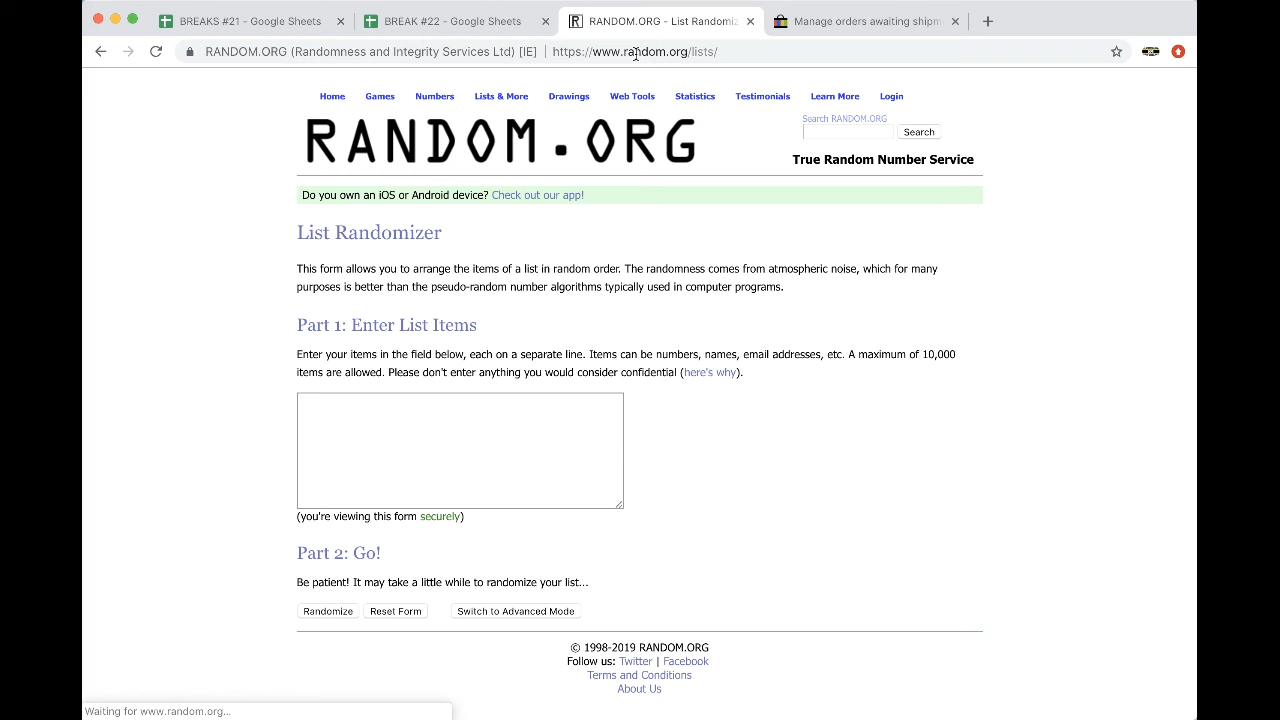 BREAKS #21 - Google Sheets
BREAK #22 - Google Sheets
RANDOM.ORG - List Randomiz
Manage orders awaiting shipm
RANDOM.ORG (Randomness and Integrity Services Ltd) [IE] | https://www.random.org/lists/
Home Games Numbers Lists & More Drawings Web Tools Statistics Testimonials Learn More Login
RANDOM.ORG
Search RANDOM.ORG
Search
True Random Number Service
Do you own an iOS or Android device? Check out our app!
List Randomizer
This form allows you to arrange the items of a list in random order. The randomness comes from atmospheric noise, which for many
purposes is better than the pseudo-random number algorithms typically used in computer programs.
Part 1: Enter List Items
Enter your items in the field below, each on a separate line. Items can be numbers, names, email addresses, etc. A maximum of 10,000
items are allowed. Please don't enter anything you would consider confidential (here's why).
(you're viewing this form securely)
Part 2: Go!
Be patient! It may take a little while to randomize your list...
Randomize Reset Form Switch to Advanced Mode
© 1998-2019 RANDOM.ORG
Follow us: Twitter | Facebook
Terms and Conditions
About Us
Waiting for www.random.org...